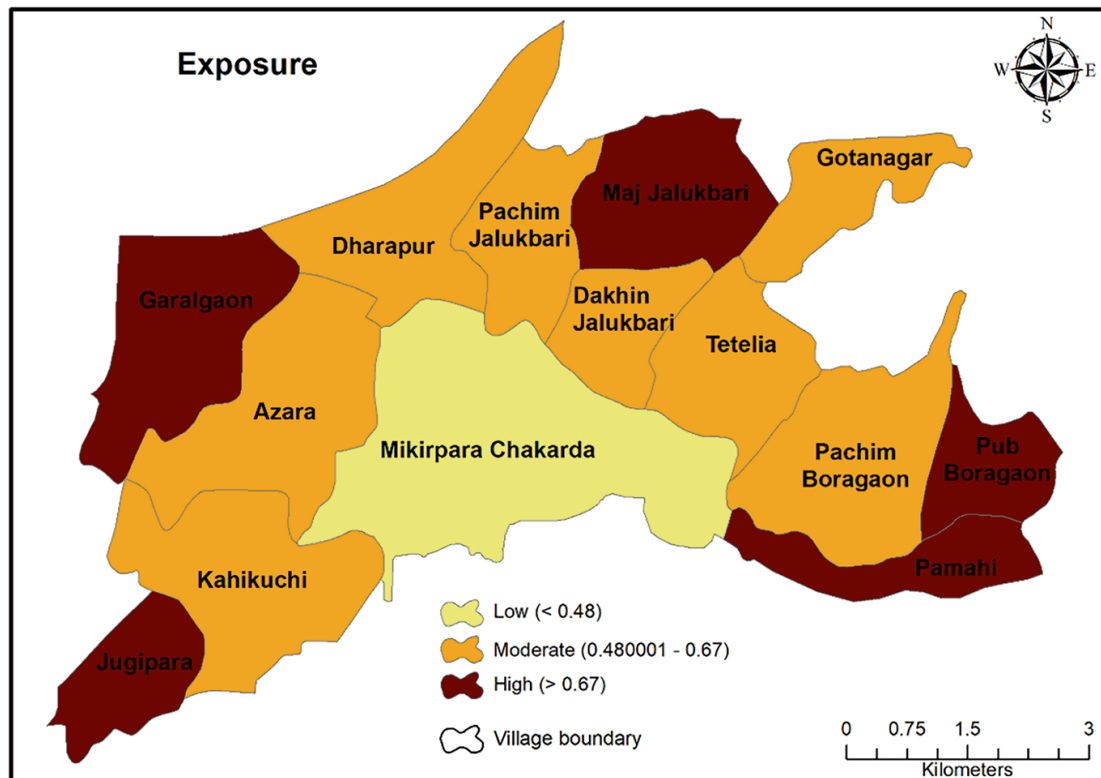 Exposure
N
W E
S
Gotanagar
Maj Jalukbari
Pachim
Jalukbari
Dharapur
Garalgaon
Dakhin
Jalukbari
Tetelia
Azara
Mikirpara Chakarda
Pachim
Boragaon
Pub
Boragaon
Pamahi
Kahikuchi
Jugipara
Low (< 0.48)
Moderate (0.480001 - 0.67)
High (> 0.67)
Village boundary
0 0.75 1.5 3
Kilometers